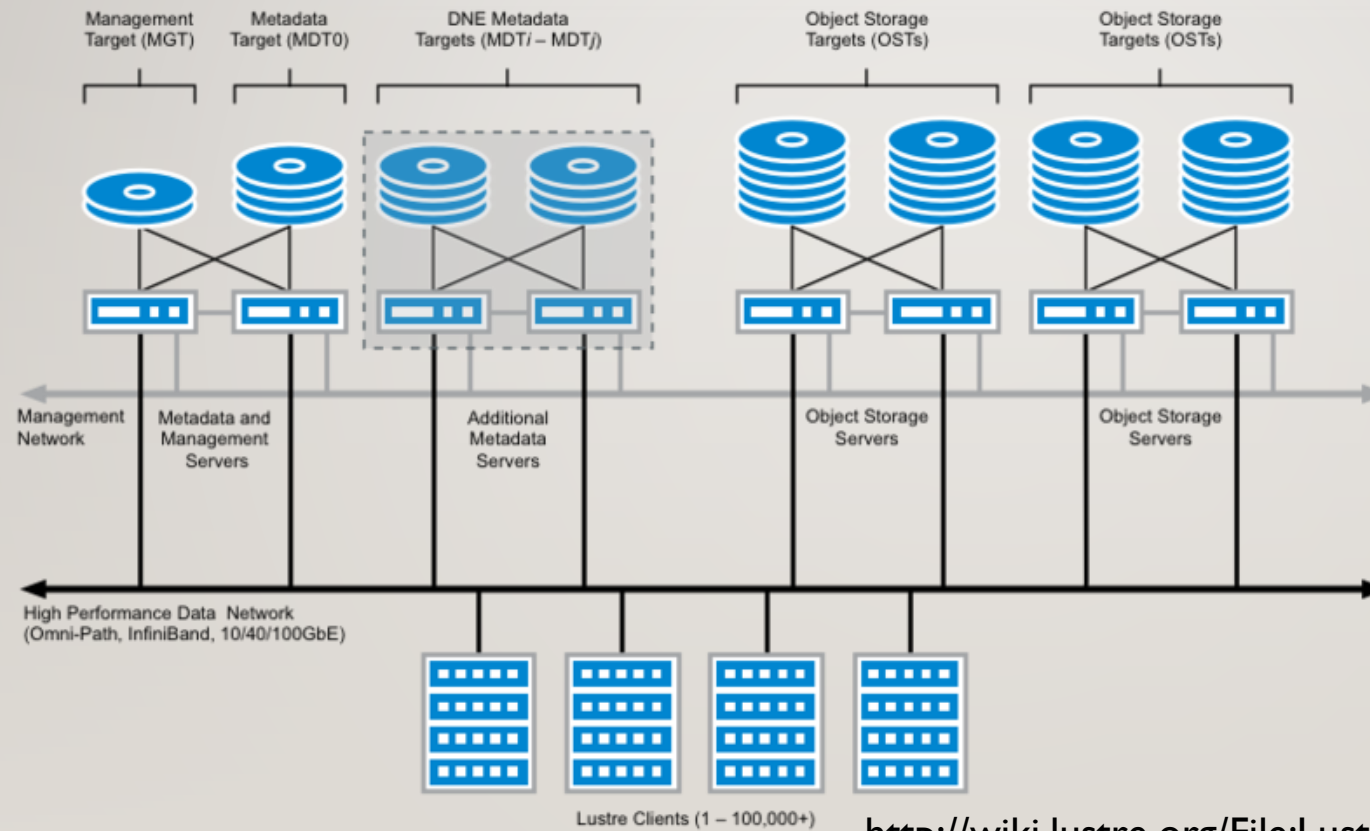 Management
Target (MGT)
Metadata
Target (MDT0)
DNE Metadata
Targets (MDTi – MDTj)
Object Storage
Targets (OSTs)
Object Storage
Targets (OSTs)
Management
Network
Metadata and
Management
Servers
Additional
Metadata
Servers
Object Storage
Servers
Object Storage
Servers
High Performance Data Network
(Omni-Path, InfiniBand, 10/40/100GbE)
Lustre Clients (1 – 100,000+)